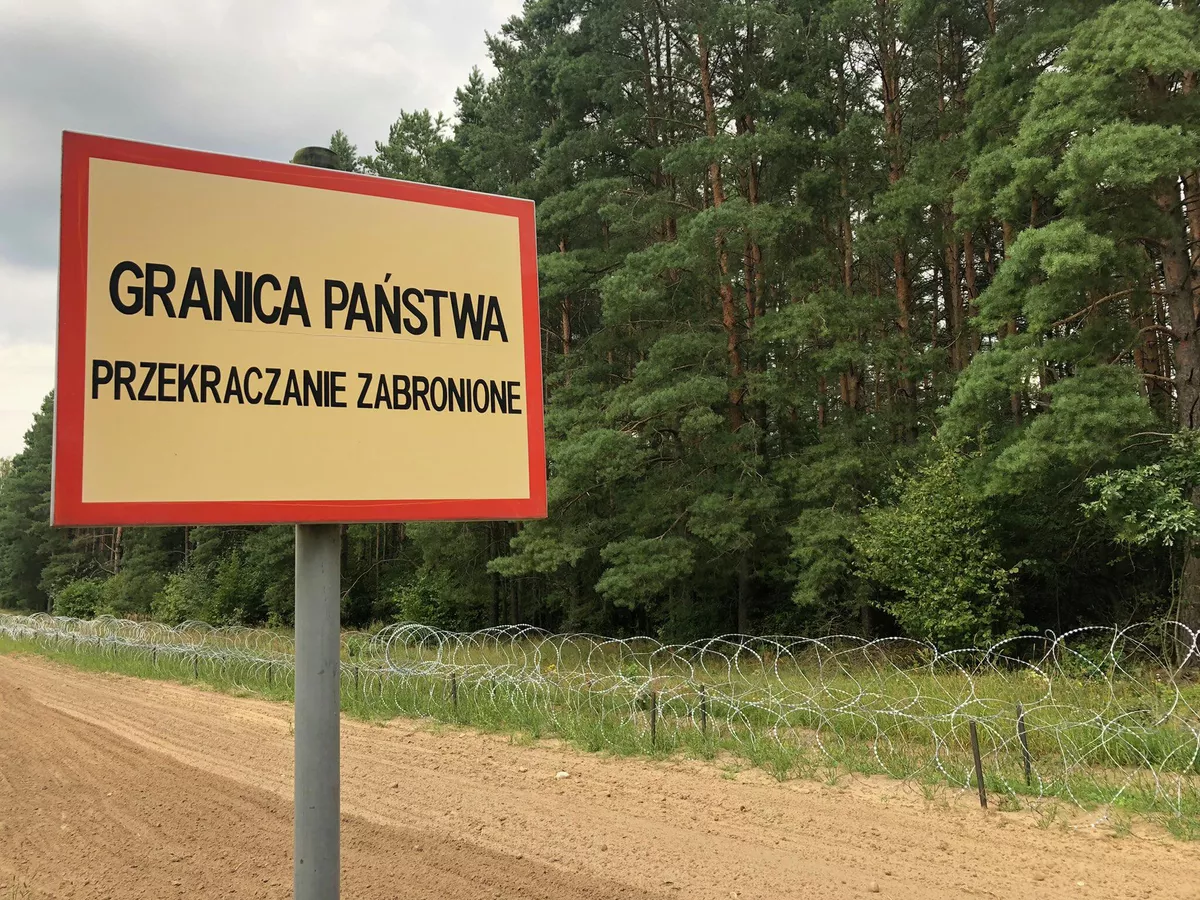 GRANICA PAŃSTWA
PRZEKRACZANIE ZABRONIONE